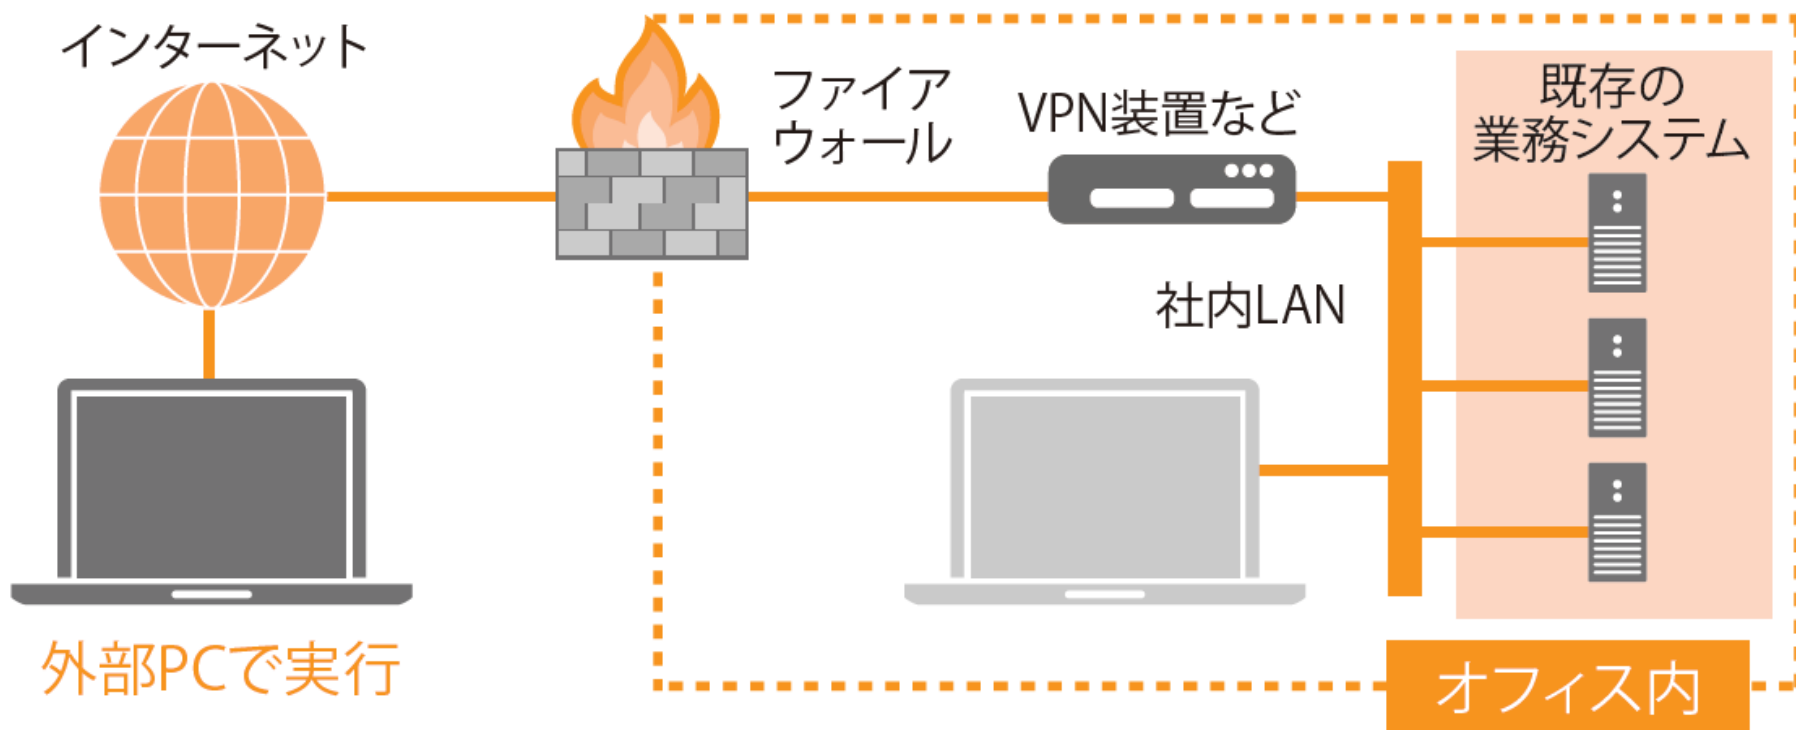 インターネット
ファイア
ウォール
VPN装置など
既存の
業務システム
社内LAN
外部PCで実行
オフィス内